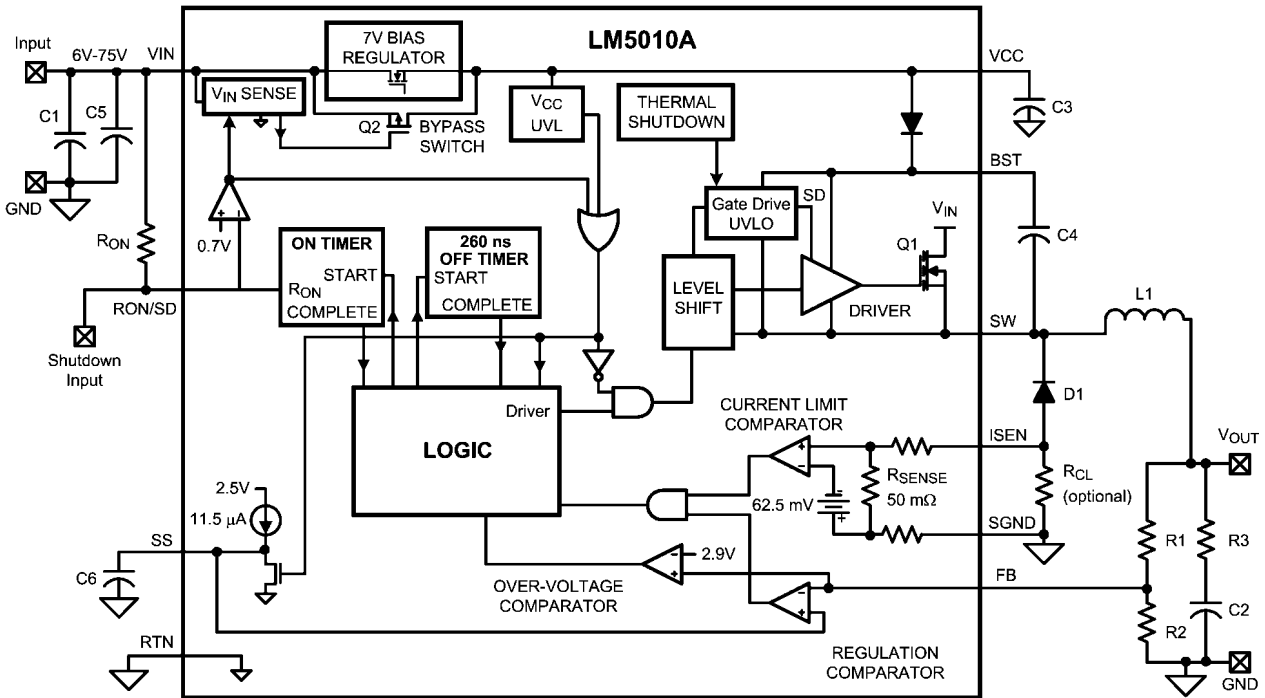 LM5010A
Input
6V-75V
VIN
7V BIAS
REGULATOR
VCC
VIN SENSE
C1
C5
Q2
BYPASS
SWITCH
VCC
UVL
THERMAL
SHUTDOWN
C3
GND
BST
RON
0.7V
+
−
ON TIMER
START
RON
COMPLETE
260 ns
OFF TIMER
START
COMPLETE
Gate Drive
UVLO
SD
VIN
Q1
C4
LEVEL
SHIFT
DRIVER
SW
L1
RON/SD
Shutdown
Input
Driver
LOGIC
CURRENT LIMIT
COMPARATOR
+
−
62.5 mV
-
+
RSENSE
50 mΩ
ISEN
D1
RCL
(optional)
SGND
VOUT
2.5V
11.5 µA
SS
C6
OVER-VOLTAGE
COMPARATOR
−
+
2.9V
FB
R1
R3
−
+
R2
C2
RTN
REGULATION
COMPARATOR
GND